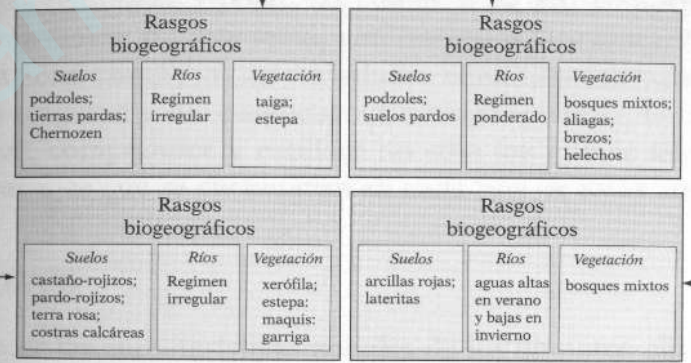 Rasgos
biogeográficos
Suelos
podzoles;
tierras pardas;
Chernozen
Ríos
Regimen
irregular
Vegetación
taiga;
estepa
Rasgos
biogeográficos
Suelos
podzoles;
suelos pardos
Ríos
Regimen
ponderado
Vegetación
bosques mixtos;
aliagas;
brezos;
helechos
Rasgos
biogeográficos
Suelos
castaño-rojizos;
pardo-rojizos;
terra rosa;
costras calcáreas
Ríos
Regimen
irregular
Vegetación
xerófila;
estepa:
maquis:
garriga
Rasgos
biogeográficos
Suelos
arcillas rojas;
lateritas
Ríos
aguas altas
en verano
y bajas en
invierno
Vegetación
bosques mixtos